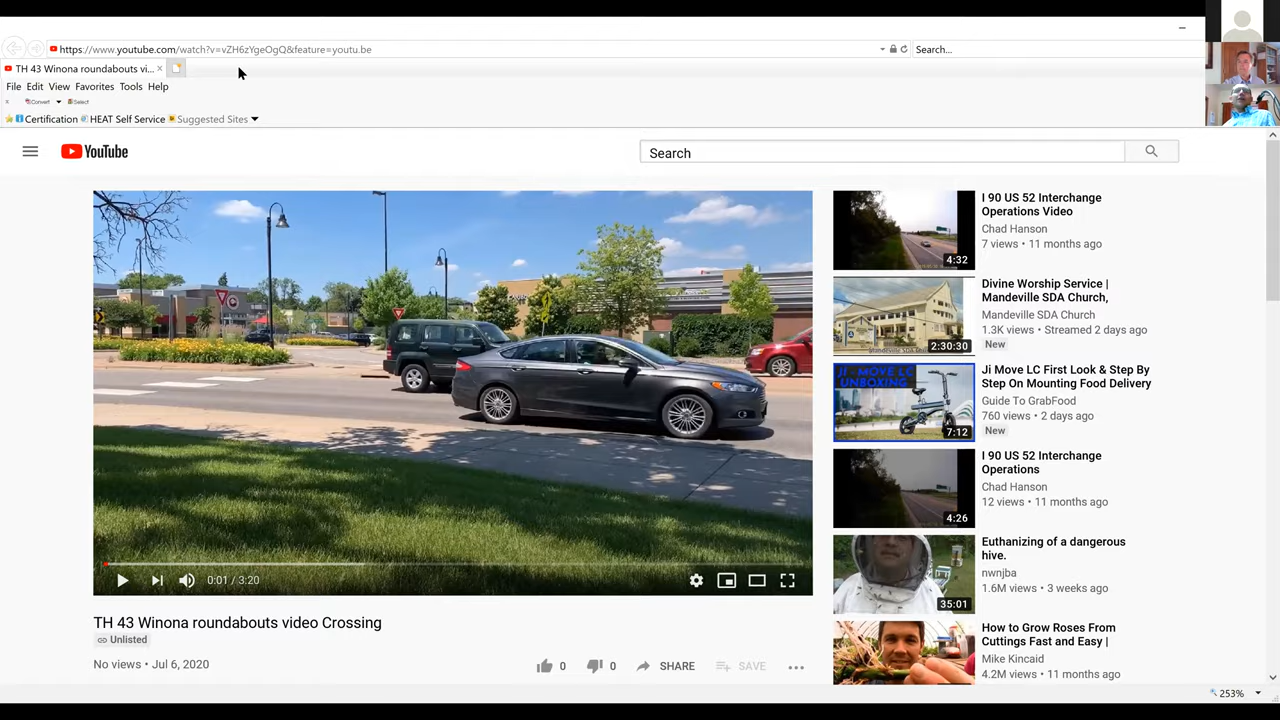 https://www.youtube.com/watch?v=vZH6zYgeOgQ&feature=youtu.be
Search...
TH 43 Winona roundabouts vi...
File Edit View Favorites Tools Help
Convert Select
Certification HEAT Self Service Suggested Sites
YouTube
Search
0:01 / 3:20
TH 43 Winona roundabouts video Crossing
Unlisted
No views • Jul 6, 2020
0 0 SHARE SAVE
I 90 US 52 Interchange
Operations Video
Chad Hanson
7 views • 11 months ago
4:32
Divine Worship Service |
Mandeville SDA Church,
Mandeville SDA Church
1.3K views • Streamed 2 days ago
New
2:30:30
Ji Move LC First Look & Step By
Step On Mounting Food Delivery
Guide To GrabFood
760 views • 2 days ago
New
JI - MOVE LC
UNBOXING
7:12
I 90 US 52 Interchange
Operations
Chad Hanson
12 views • 11 months ago
4:26
Euthanizing of a dangerous
hive.
nwnjba
1.6M views • 3 weeks ago
35:01
How to Grow Roses From
Cuttings Fast and Easy |
Mike Kincaid
4.2M views • 11 months ago
253%